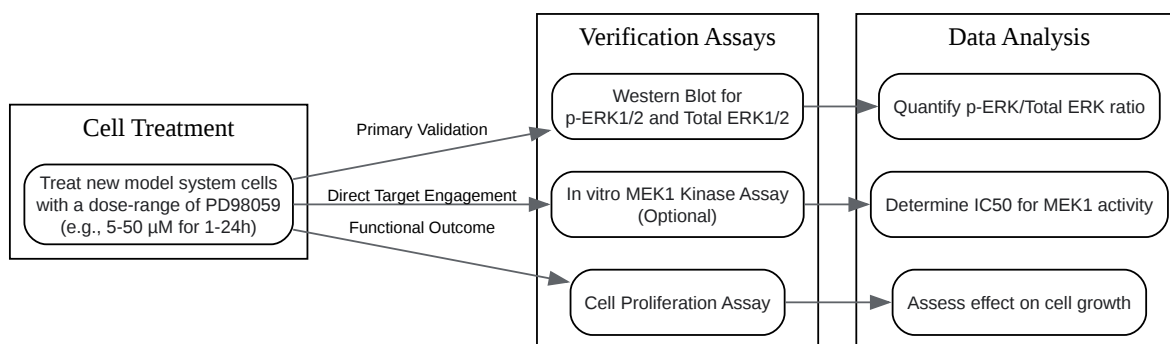 Cell Treatment
Treat new model system cells
with a dose-range of PD98059
(e.g., 5-50 µM for 1-24h)
Primary Validation
Direct Target Engagement
Functional Outcome
Verification Assays
Western Blot for
p-ERK1/2 and Total ERK1/2
In vitro MEK1 Kinase Assay
(Optional)
Cell Proliferation Assay
Data Analysis
Quantify p-ERK/Total ERK ratio
Determine IC50 for MEK1 activity
Assess effect on cell growth